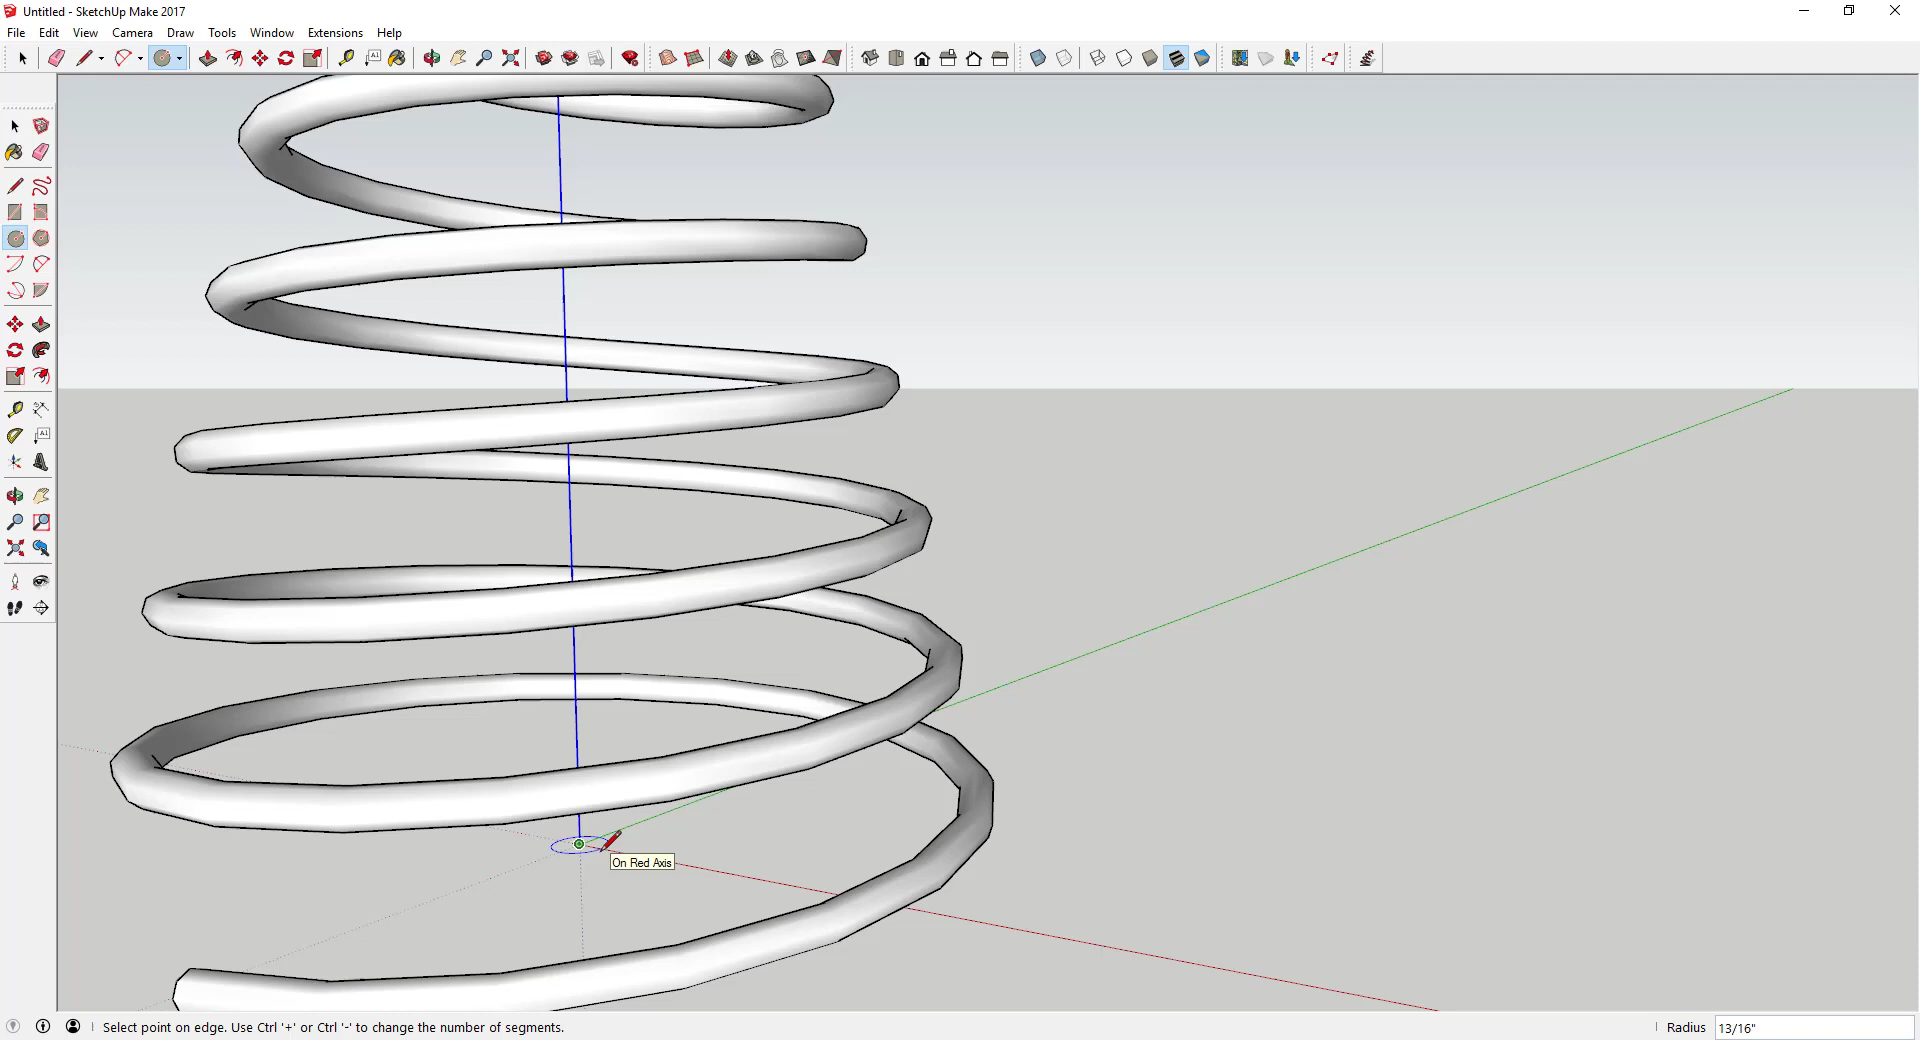 Untitled - SketchUp Make 2017
File Edit View Camera Draw Tools Window Extensions Help
On Red Axis
Select point on edge. Use Ctrl '+' or Ctrl '-' to change the number of segments.
Radius 13/16"